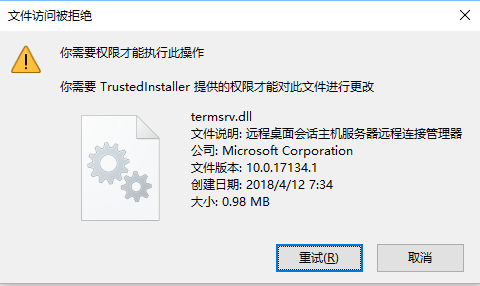 文件访问被拒绝
你需要权限才能执行此操作
你需要 TrustedInstaller 提供的权限才能对此文件进行更改
termsrv.dll
文件说明: 远程桌面会话主机服务器远程连接管理器
公司: Microsoft Corporation
文件版本: 10.0.17134.1
创建日期: 2018/4/12 7:34
大小: 0.98 MB
重试(R)
取消